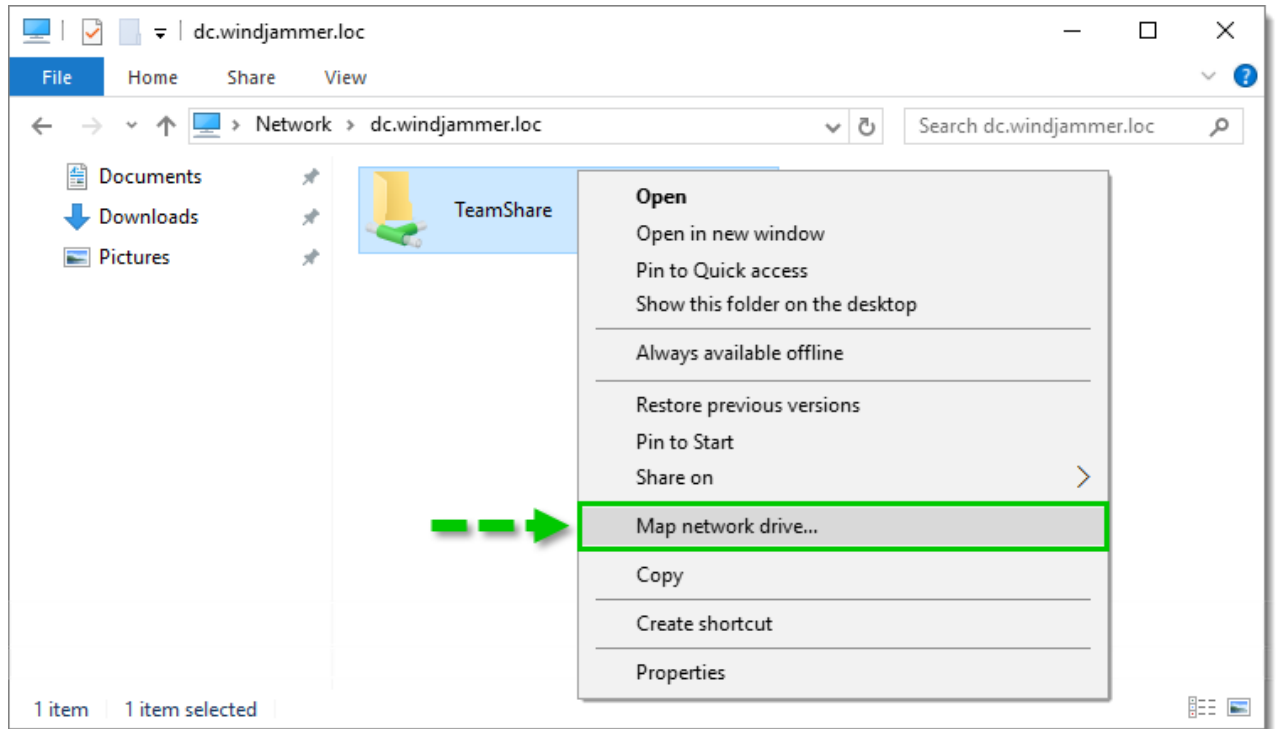 dc.windjammer.loc
File Home Share View
Network dc.windjammer.loc Search dc.windjammer.loc
Documents
Downloads
Pictures
TeamShare
Open
Open in new window
Pin to Quick access
Show this folder on the desktop
Always available offline
Restore previous versions
Pin to Start
Share on
Map network drive...
Copy
Create shortcut
Properties
1 item 1 item selected